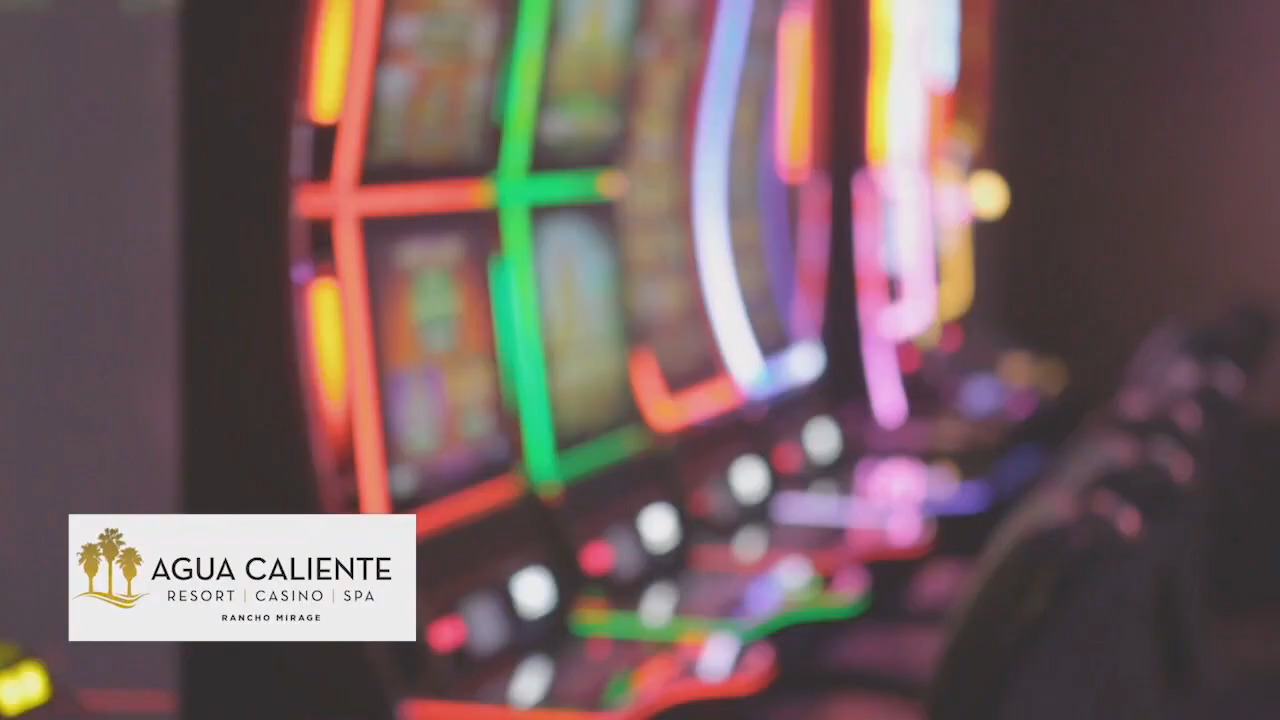 AGUA CALIENTE
RESORT | CASINO | SPA
RANCHO MIRAGE